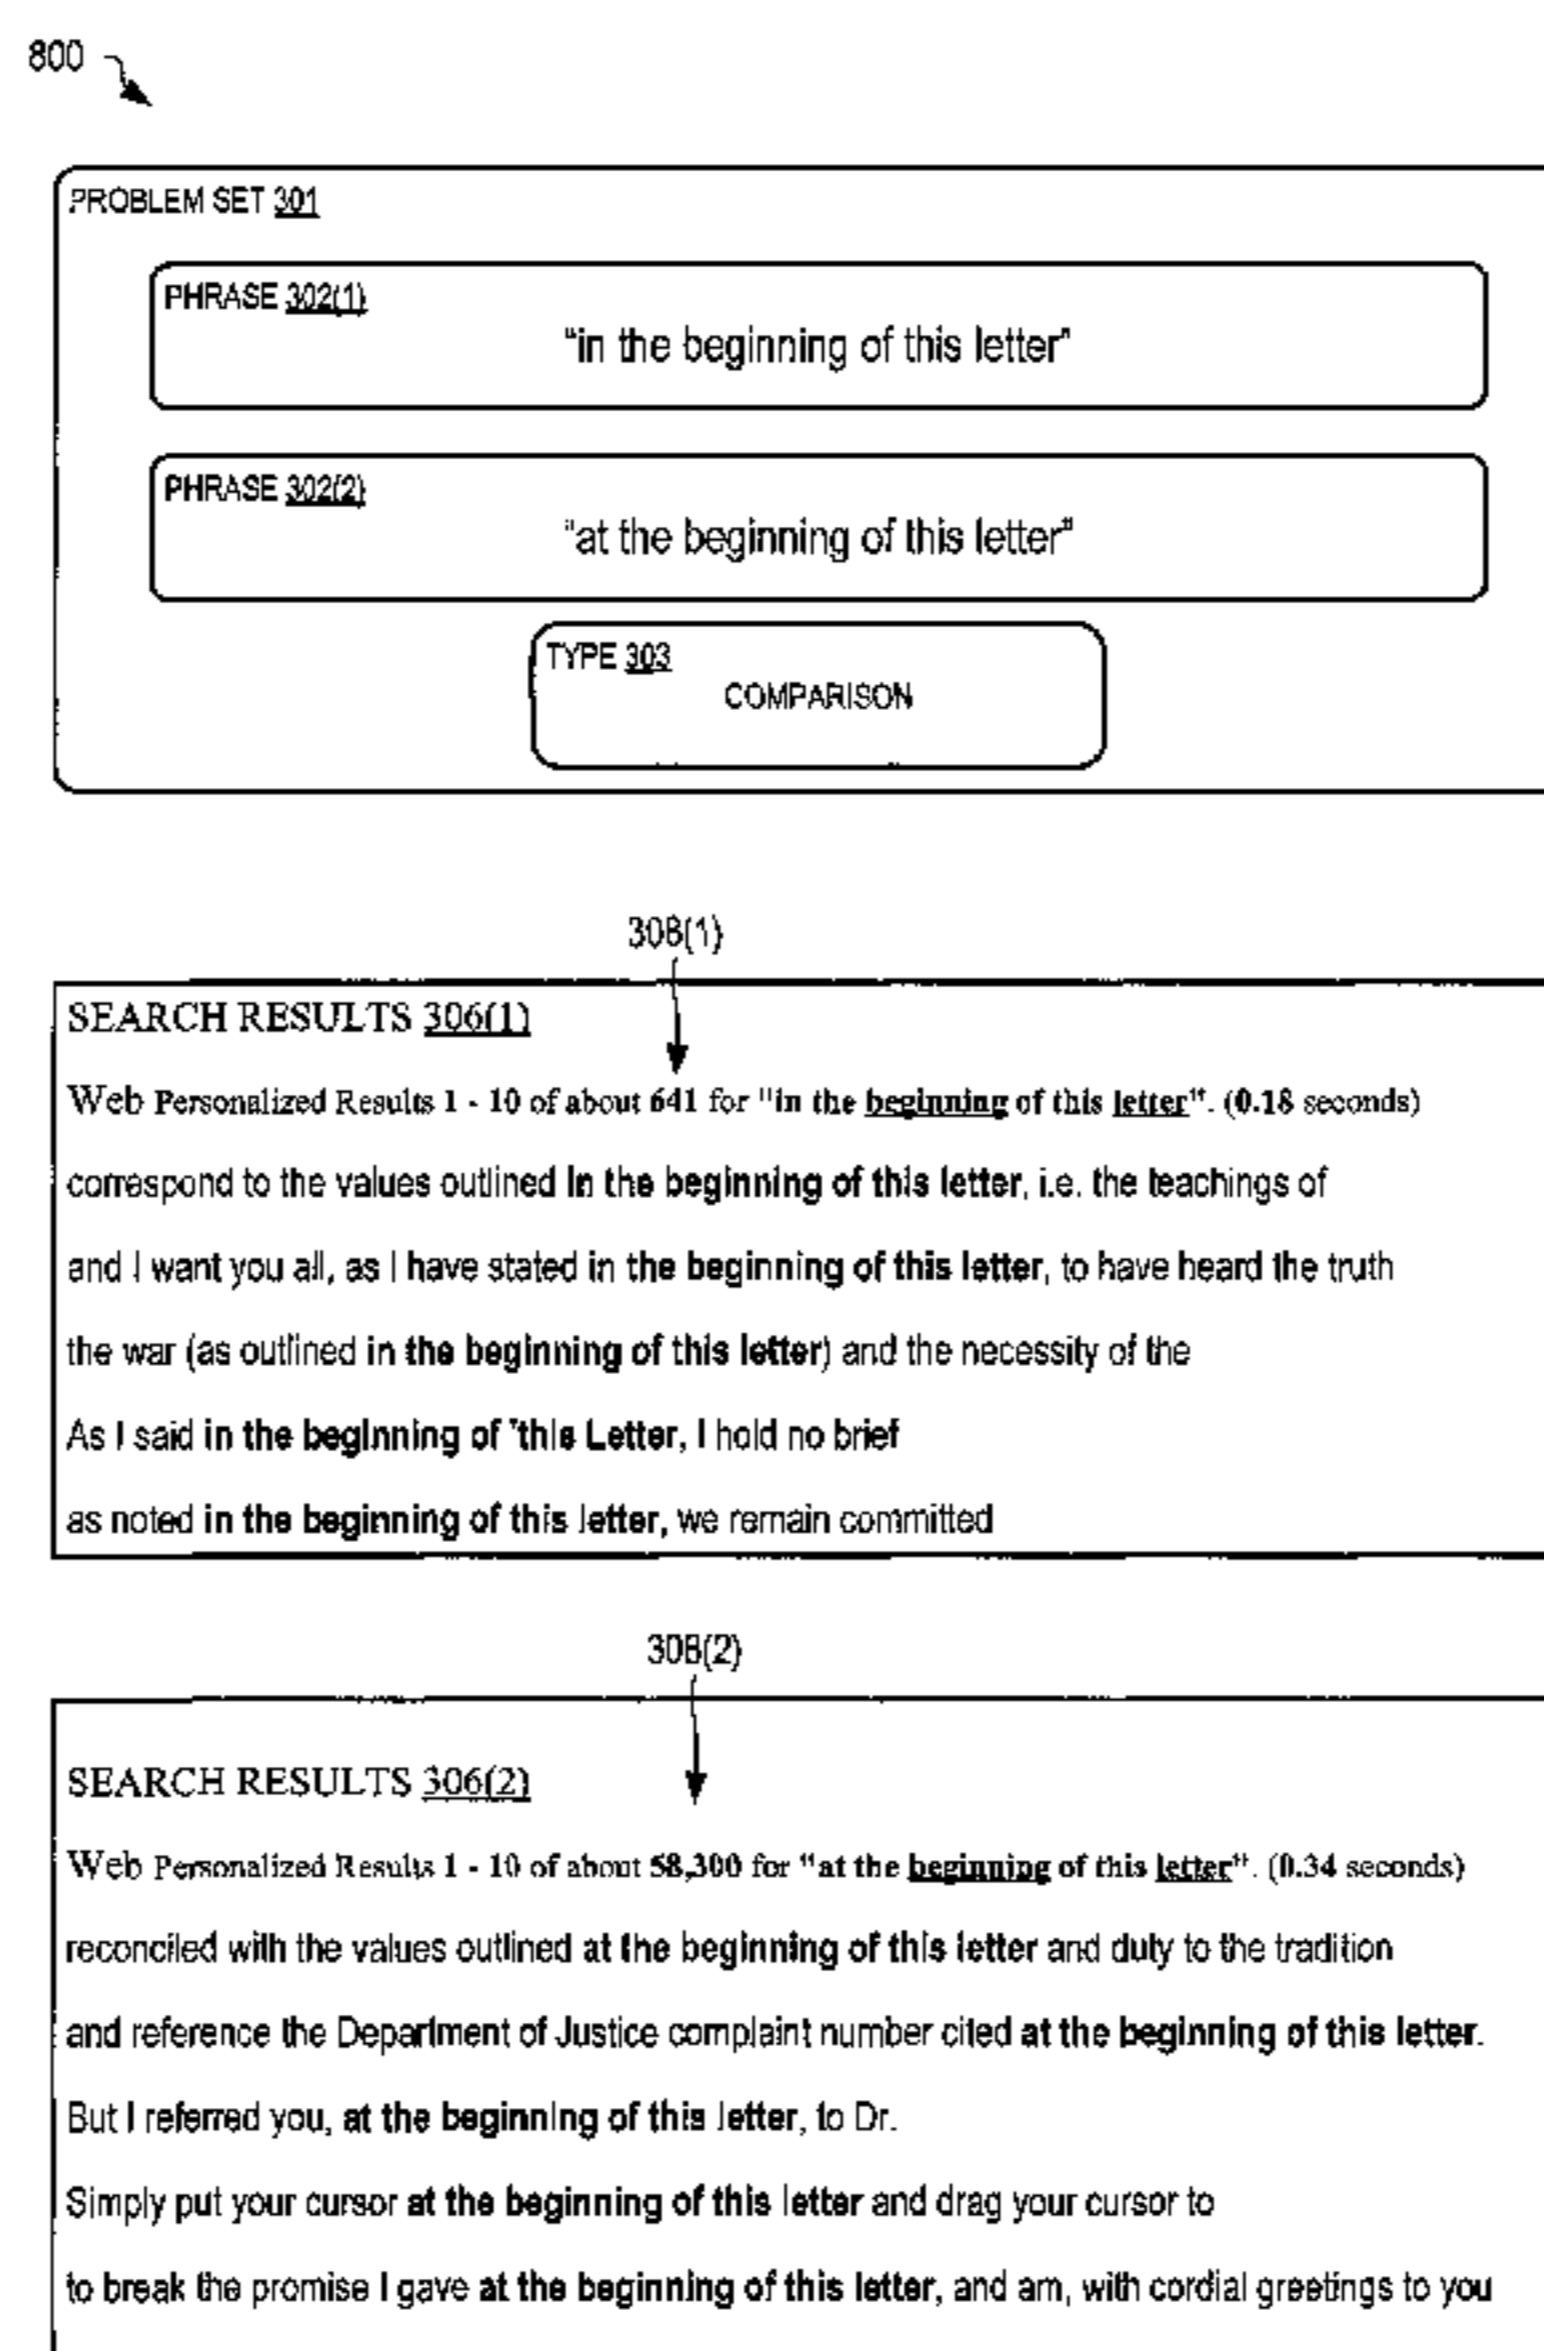 800
PROBLEM SET 301
PHRASE 302(1)
"in the beginning of this letter"
PHRASE 302(2)
"at the beginning of this letter"
TYPE 303
COMPARISON
308(1)
SEARCH RESULTS 306(1)
Web Personalized Results 1 - 10 of about 641 for "in the beginning of this letter". (0.18 seconds)
correspond to the values outlined in the beginning of this letter, i.e. the teachings of
and I want you all, as I have stated in the beginning of this letter, to have heard the truth
the war (as outlined in the beginning of this letter) and the necessity of the
As I said in the beginning of 'this Letter, I hold no brief
as noted in the beginning of this letter, we remain committed
308(2)
SEARCH RESULTS 306(2)
Web Personalized Results 1 - 10 of about 58,300 for "at the beginning of this letter". (0.34 seconds)
reconciled with the values outlined at the beginning of this letter and duty to the tradition
and reference the Department of Justice complaint number cited at the beginning of this letter.
But I referred you, at the beginning of this letter, to Dr.
Simply put your cursor at the beginning of this letter and drag your cursor to
to break the promise I gave at the beginning of this letter, and am, with cordial greetings to you